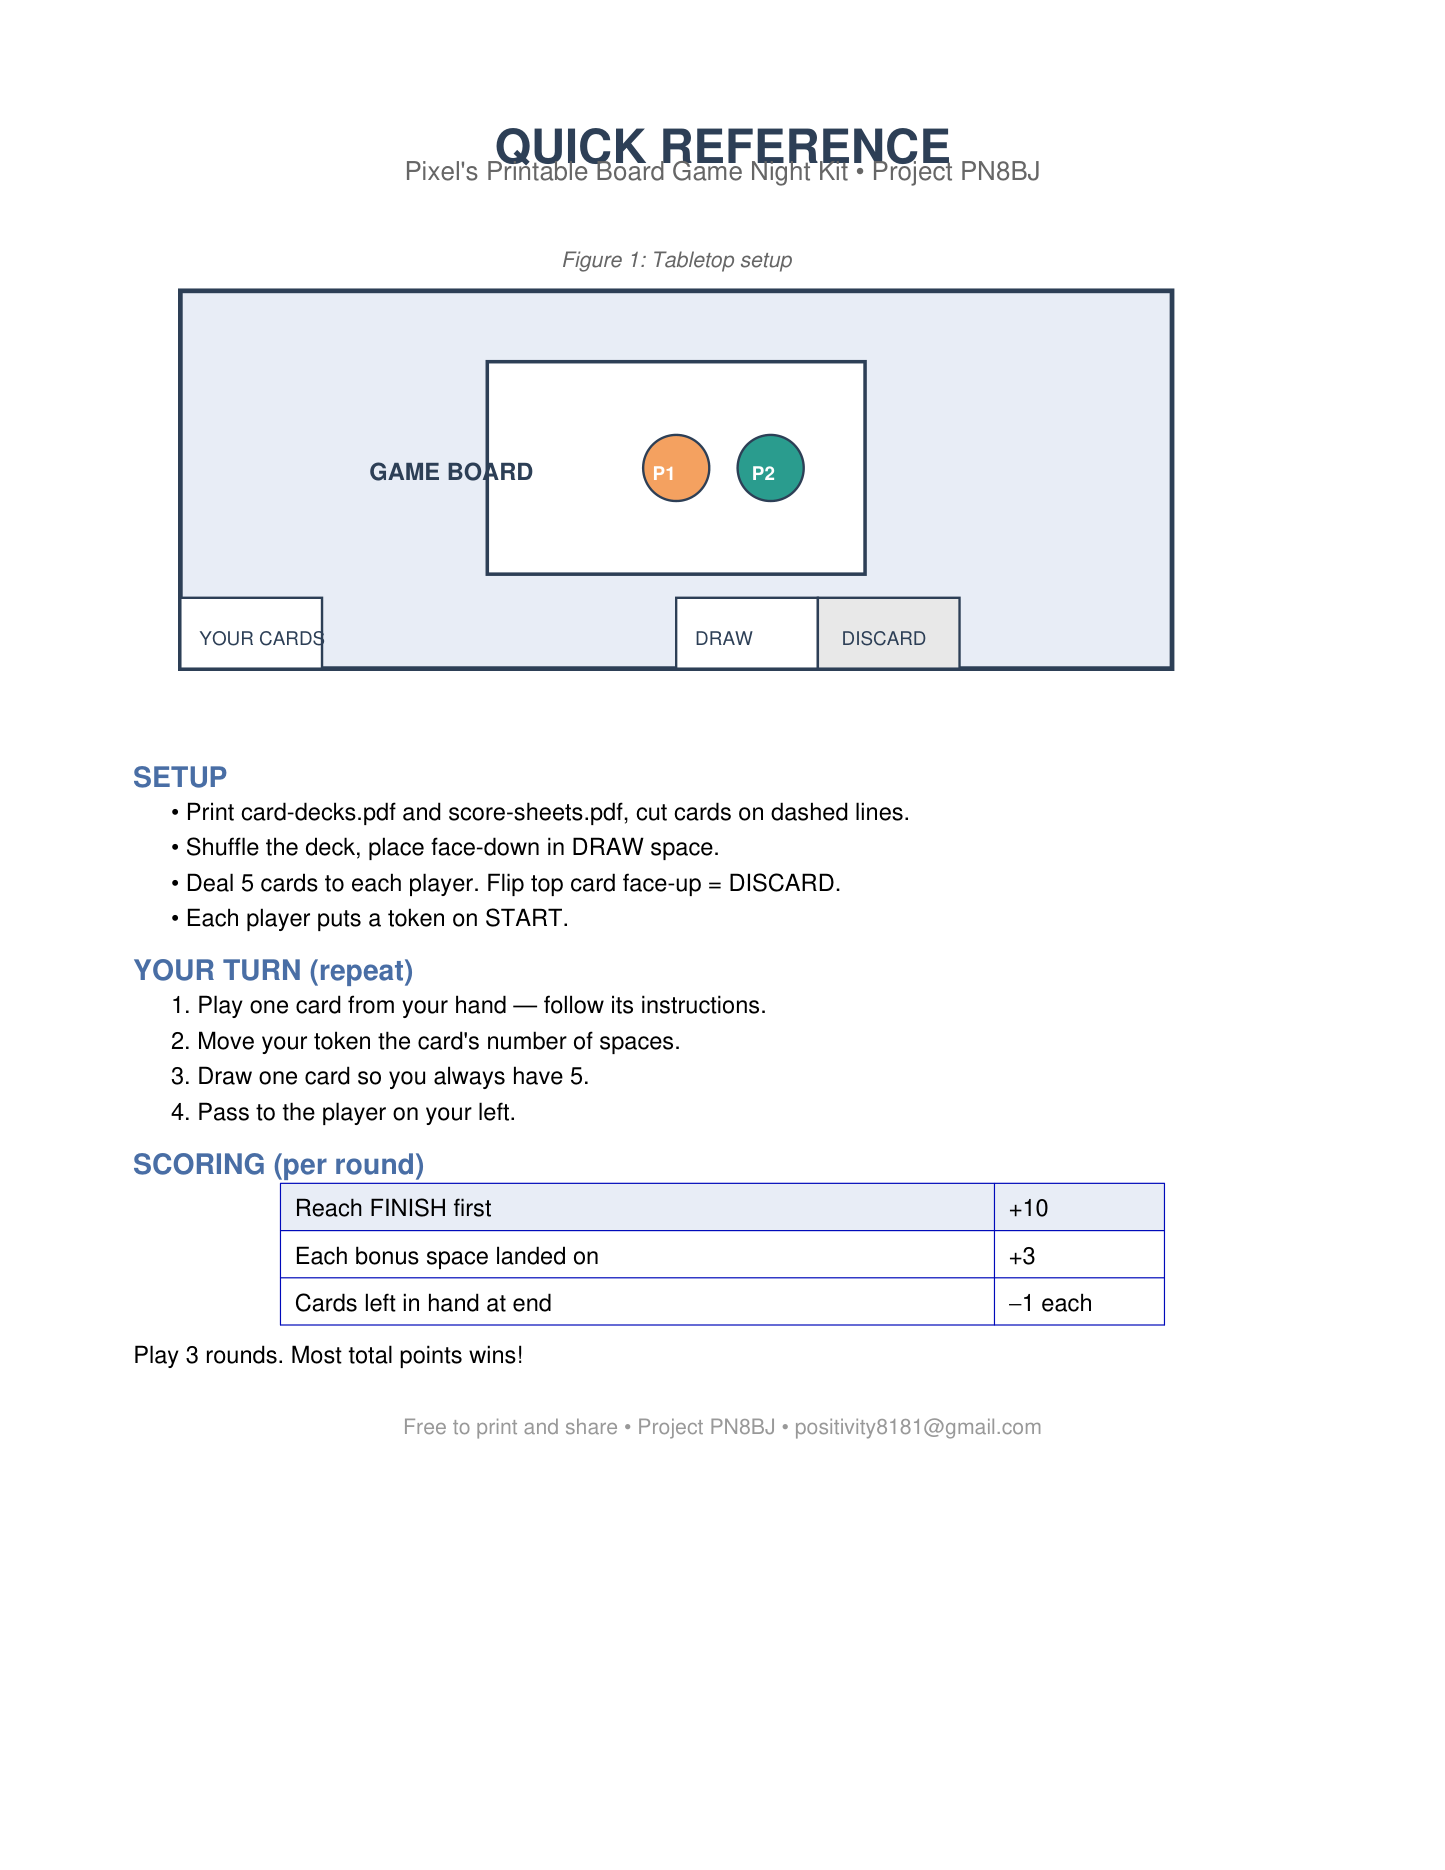 QUICK REFERENCE
Pixel's Printable Board Game Night Kit • Project PN8BJ
Figure 1: Tabletop setup
GAME BOARD P1 P2
YOUR CARDS DRAW DISCARD
SETUP
• Print card-decks.pdf and score-sheets.pdf, cut cards on dashed lines.
• Shuffle the deck, place face-down in DRAW space.
• Deal 5 cards to each player. Flip top card face-up = DISCARD.
• Each player puts a token on START.
YOUR TURN (repeat)
1. Play one card from your hand — follow its instructions.
2. Move your token the card's number of spaces.
3. Draw one card so you always have 5.
4. Pass to the player on your left.
SCORING (per round)
Reach FINISH first +10
Each bonus space landed on +3
Cards left in hand at end –1 each
Play 3 rounds. Most total points wins!
Free to print and share • Project PN8BJ • positivity8181@gmail.com